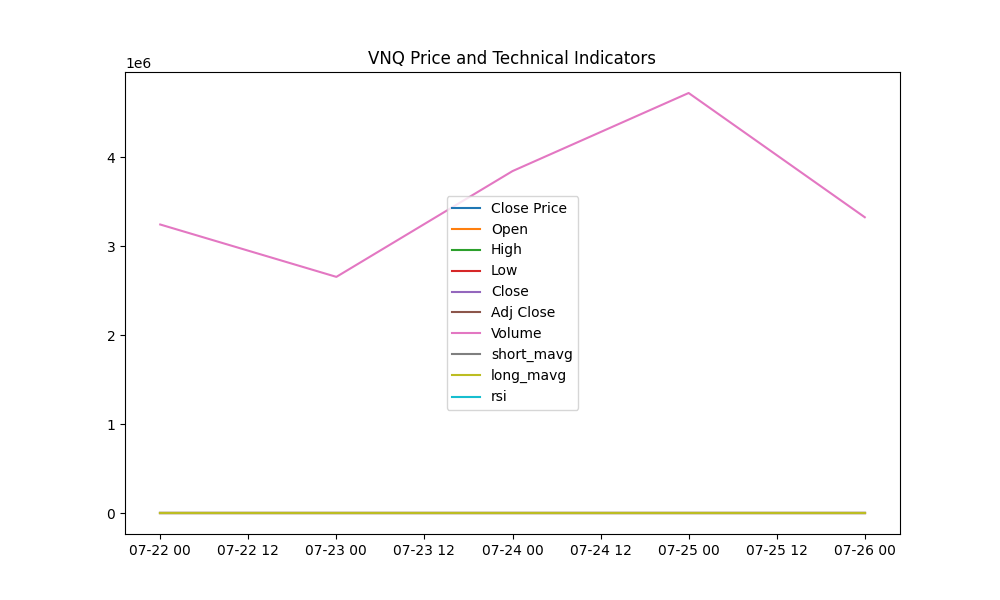 VNQ Price and Technical Indicators
1e6
4
3
2
1
0
Close Price
Open
High
Low
Close
Adj Close
Volume
short_mavg
long_mavg
rsi
07-22 00 07-22 12 07-23 00 07-23 12 07-24 00 07-24 12 07-25 00 07-25 12 07-26 00